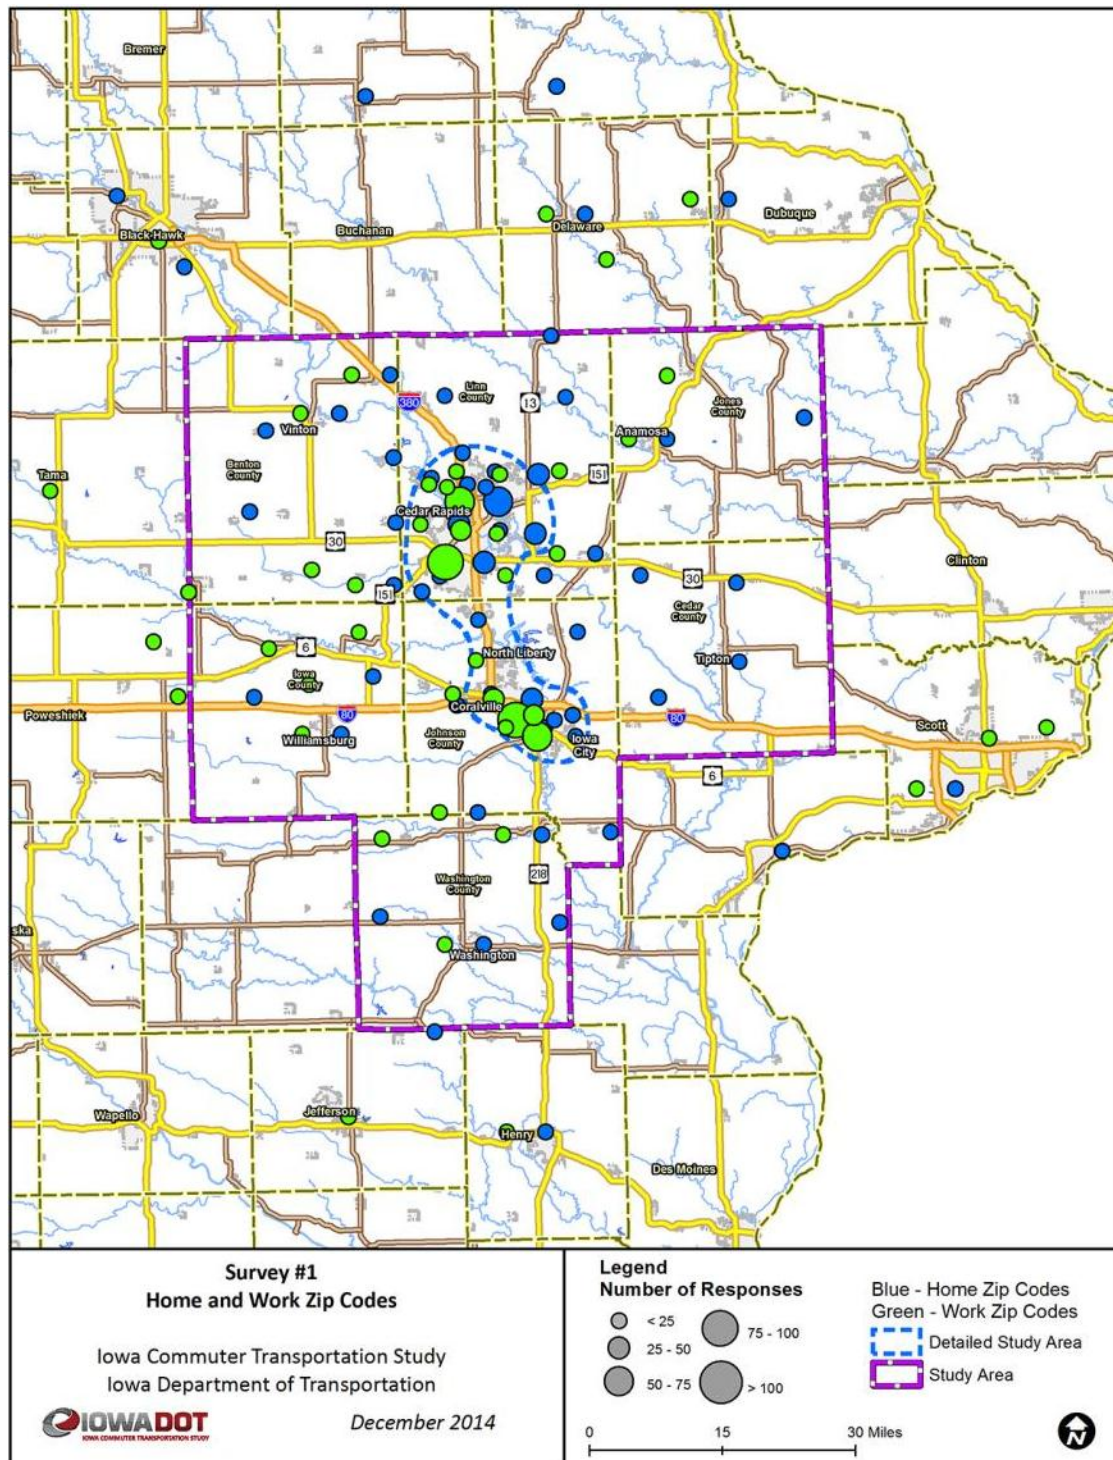 Bremer
Black Hawk
Buchanan
Delaware
Dubuque
Linn
County
380
13
Jones
County
Vinton
Anamosa
Tama
Benton
County
151
Cedar Rapids
30
Clinton
30
151
Cedar
County
6
North Liberty
Tipton
Iowa
County
Poweshiek
80
Coralville
80
Scott
Williamsburg
Johnson
County
Iowa
City
6
218
Washington
County
ska
Washington
Wapello
Jefferson
Henry
Des Moines
Survey #1
Home and Work Zip Codes
Iowa Commuter Transportation Study
Iowa Department of Transportation
IOWADOT
IOWA COMMUTER TRANSPORTATION STUDY
December 2014
Legend
Number of Responses
< 25
25 - 50
50 - 75
75 - 100
> 100
Blue - Home Zip Codes
Green - Work Zip Codes
Detailed Study Area
Study Area
0 15 30 Miles
N